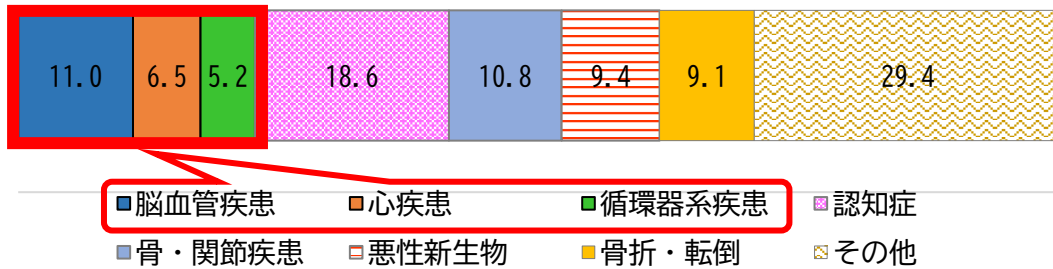 11.0 6.5 5.2 18.6 10.8 9.4 9.1 29.4
脳血管疾患 心疾患 循環器系疾患 認知症
骨・関節疾患 悪性新生物 骨折・転倒 その他